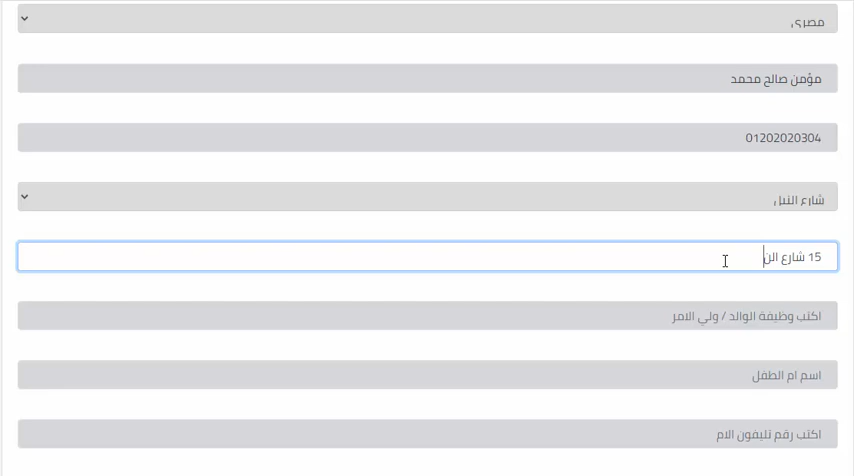 مصرى
مؤمن صالح محمد
01202020304
شارع النيل
15 شارع الن
اكتب وظيفة الوالد / ولي الامر
اسم ام الطفل
اكتب رقم تليفون الام